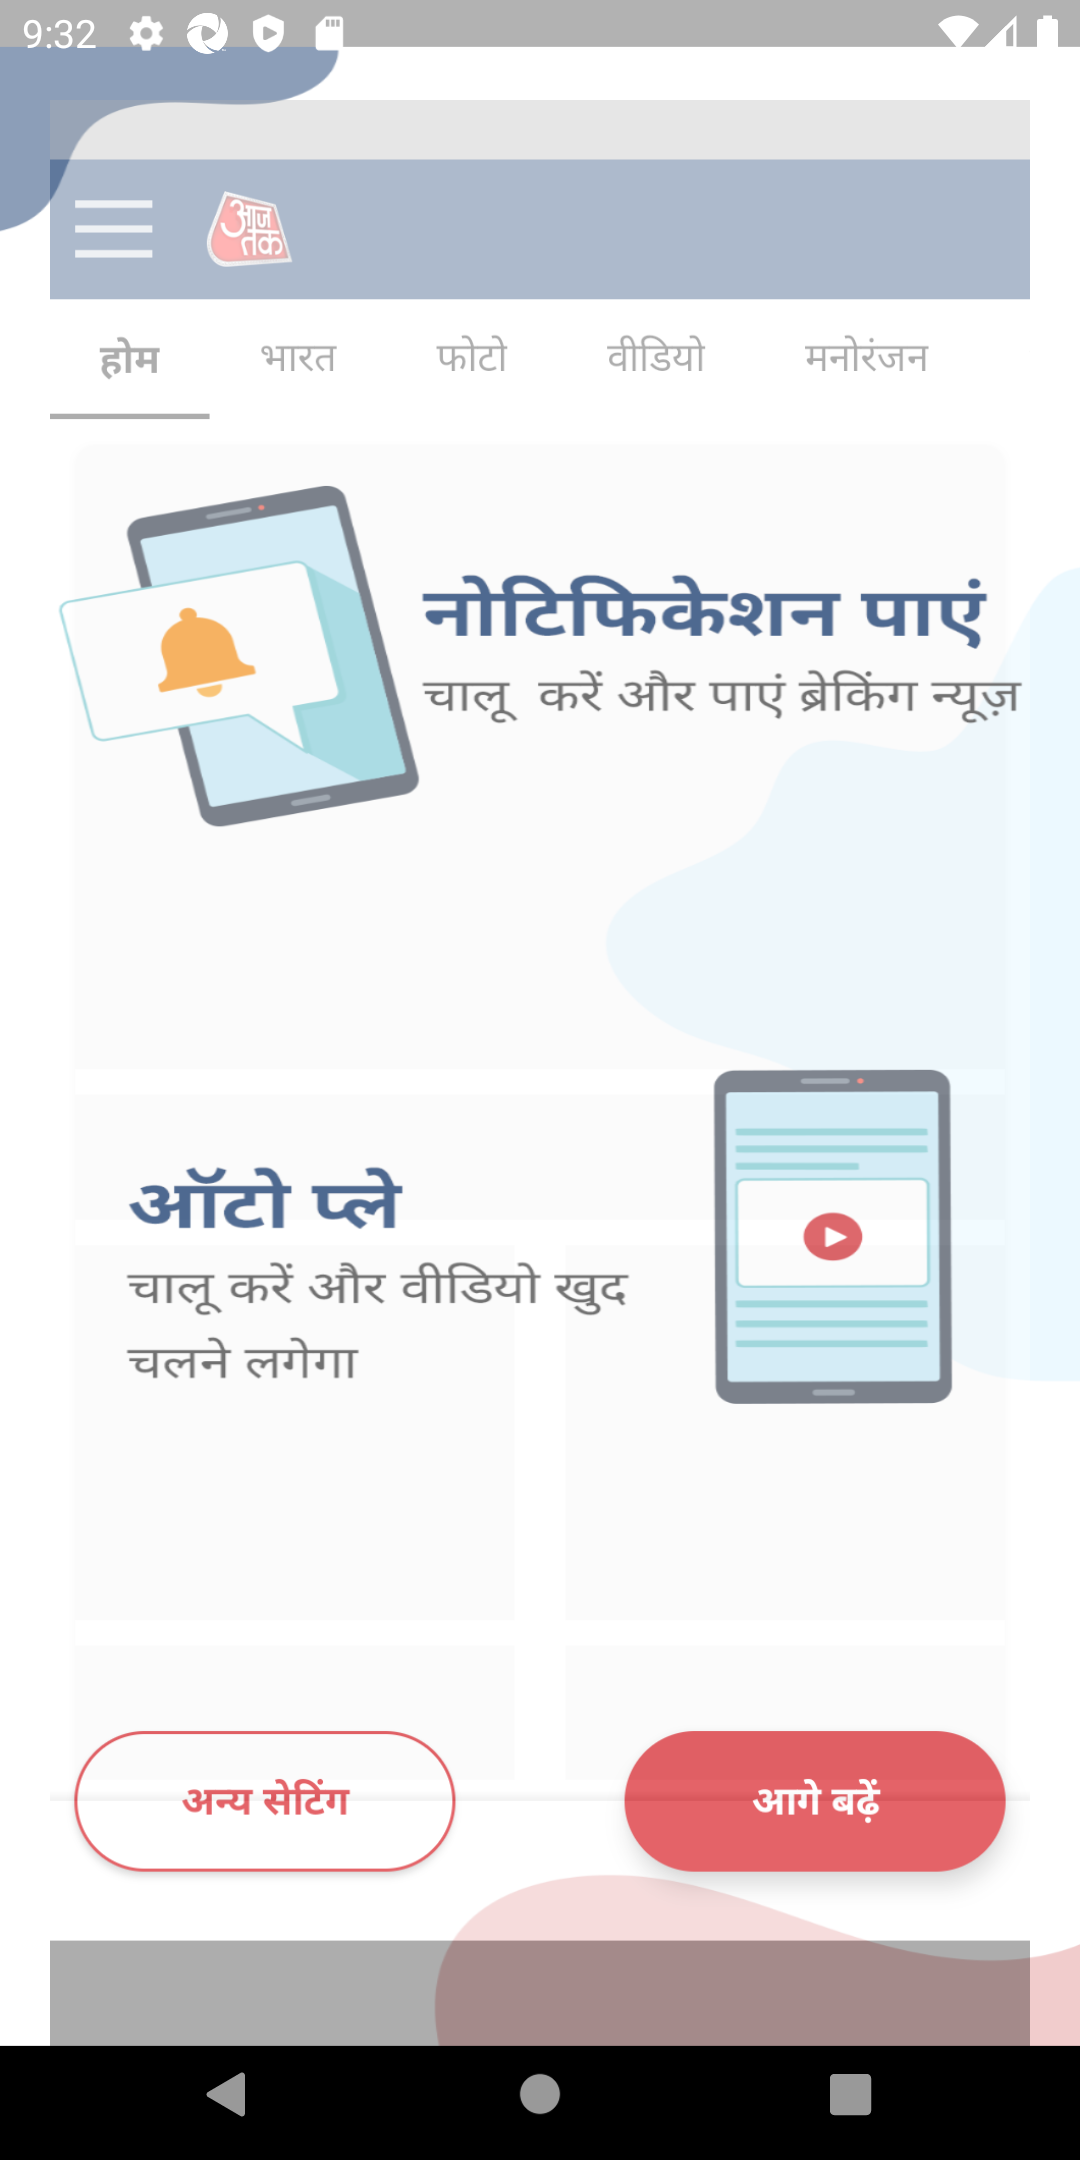 9:32
आज
तक
होम भारत फोटो वीडियो मनोरंजन
नोटिफिकेशन पाएं
चालू करें और पाएं ब्रेकिंग न्यूज़
ऑटो प्ले
चालू करें और वीडियो खुद
चलने लगेगा
अन्य सेटिंग आगे बढ़ें